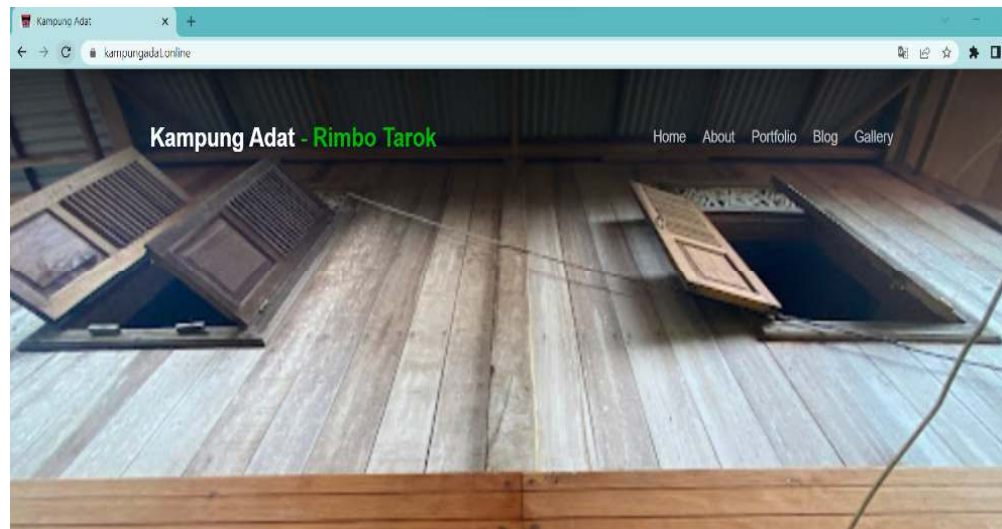 Kampung Adat
kampungadat.online
Kampung Adat - Rimbo Tarok
Home About Portfolio Blog Gallery